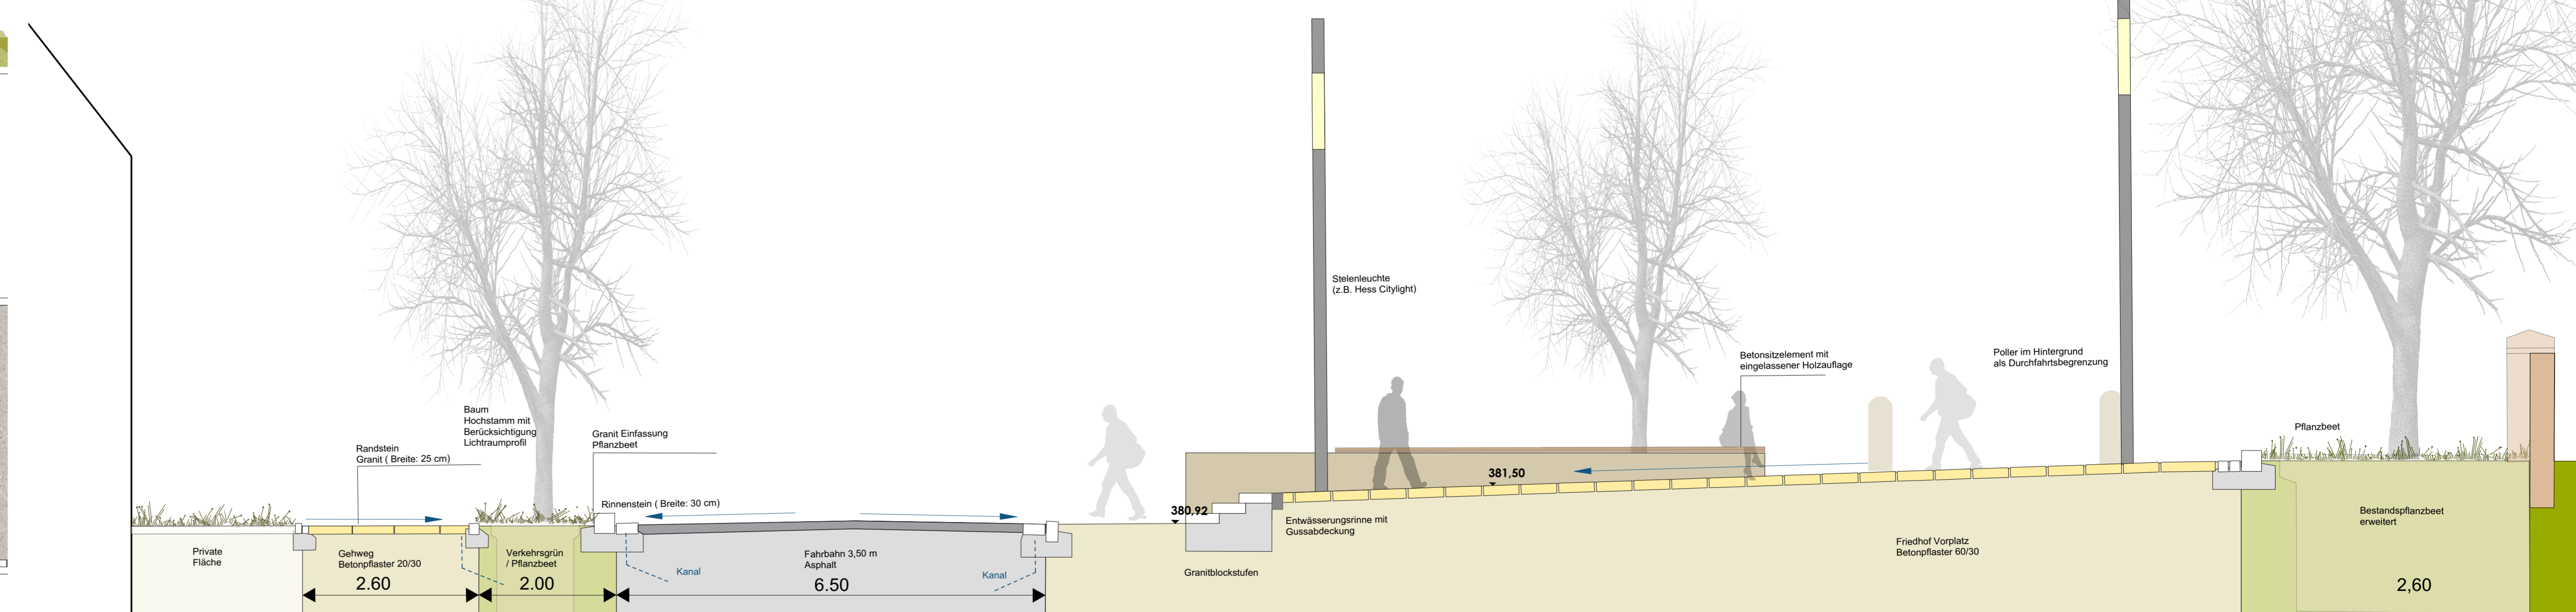 Stelenleuchte
(z.B. Hess Citylight)
Betonsitzelement mit
eingelassener Holzauflage
Poller im Hintergrund
als Durchfahrtsbegrenzung
Baum
Hochstamm mit
Berücksichtigung
Lichtraumprofil
Randstein
Granit ( Breite: 25 cm)
Granit Einfassung
Pflanzbeet
Pflanzbeet
Rinnenstein ( Breite: 30 cm)
381,50
380,92
Entwässerungsrinne mit
Gussabdeckung
Granitblockstufen
Friedhof Vorplatz
Betonpflaster 60/30
Bestandspflanzbeet
erweitert
2,60
Private
Fläche
Gehweg
Betonpflaster 20/30
2.60
Verkehrsgrün
/ Pflanzbeet
2.00
Kanal
Fahrbahn 3,50 m
Asphalt
6.50
Kanal